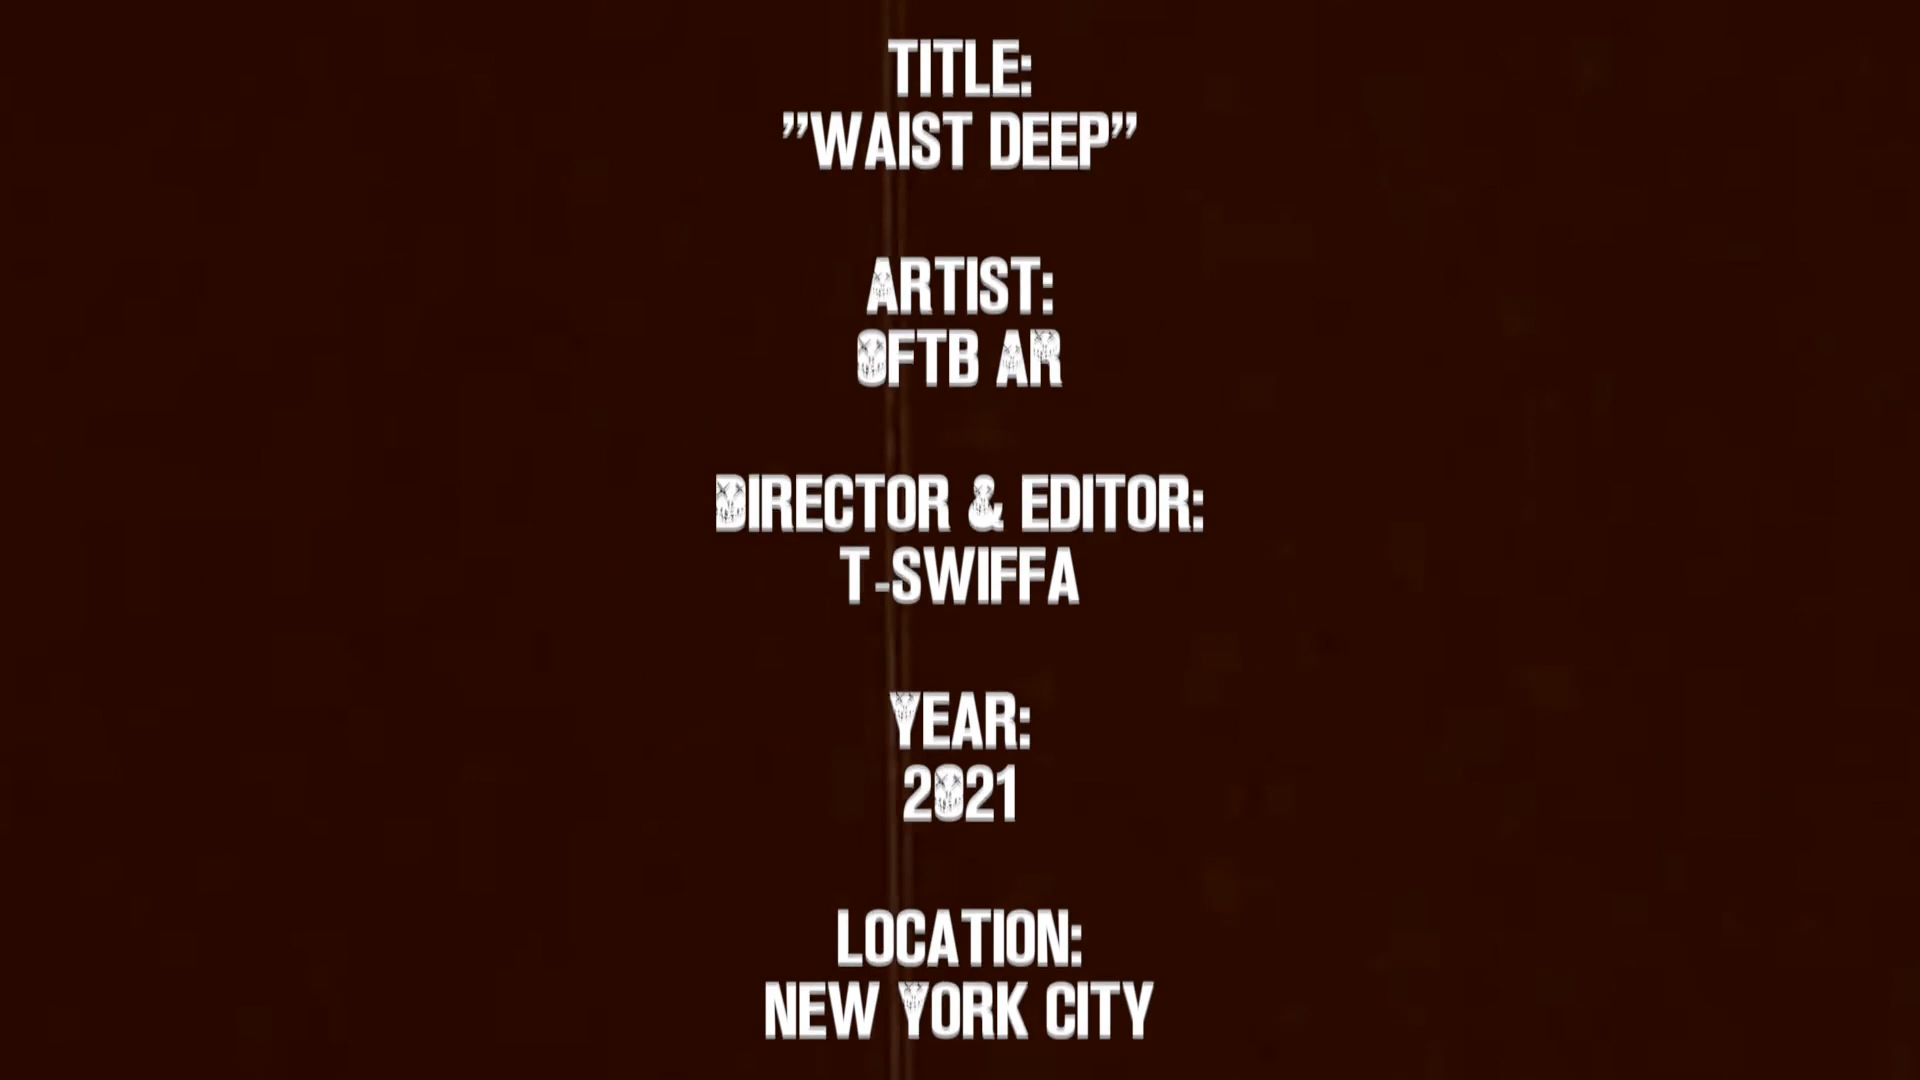 TITLE:
"WAIST DEEP"
ARTIST:
OFTB AR
DIRECTOR & EDITOR:
T-SWIFFA
YEAR:
2021
LOCATION:
NEW YORK CITY